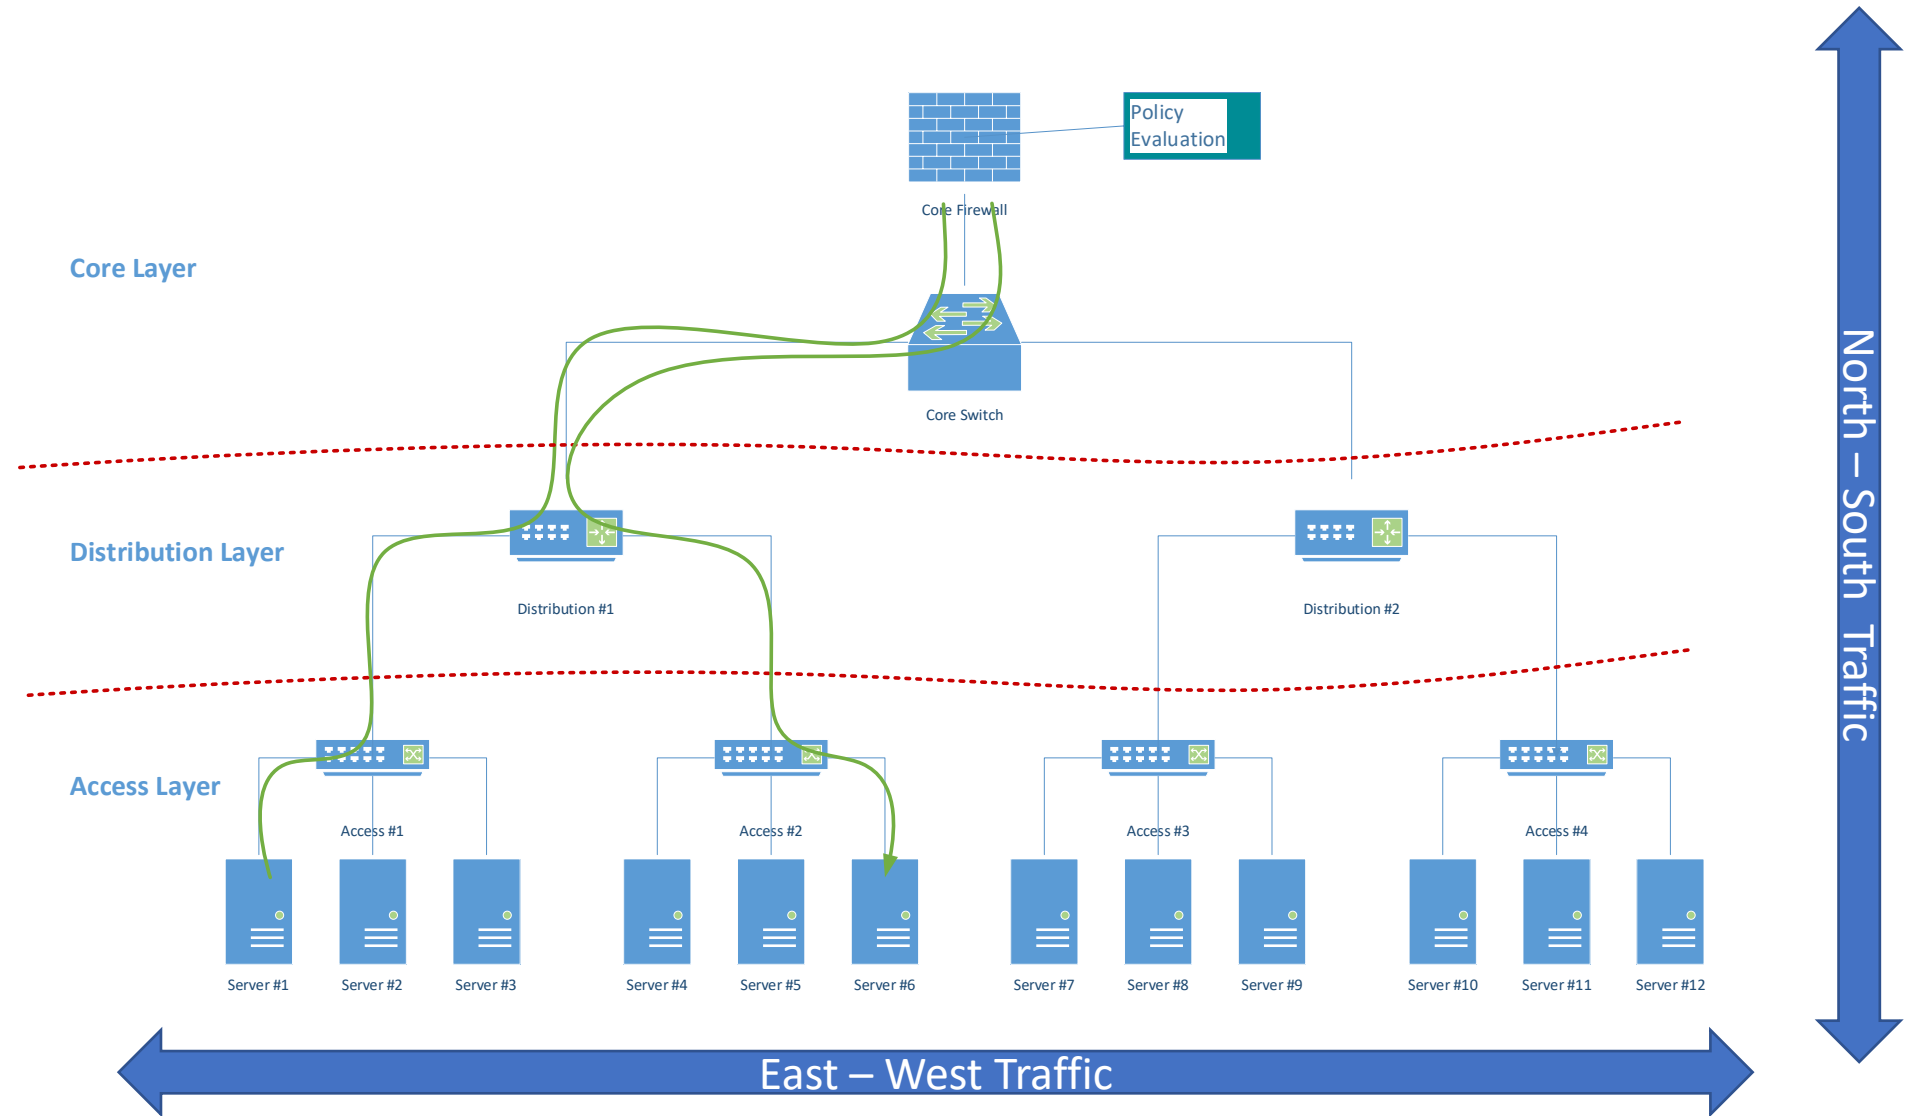 Policy
Evaluation
Core Firewall
Core Layer
Core Switch
North – South Traffic
Distribution Layer
Distribution #1
Distribution #2
Access Layer
Access #1
Access #2
Access #3
Access #4
Server #1
Server #2
Server #3
Server #4
Server #5
Server #6
Server #7
Server #8
Server #9
Server #10
Server #11
Server #12
East – West Traffic